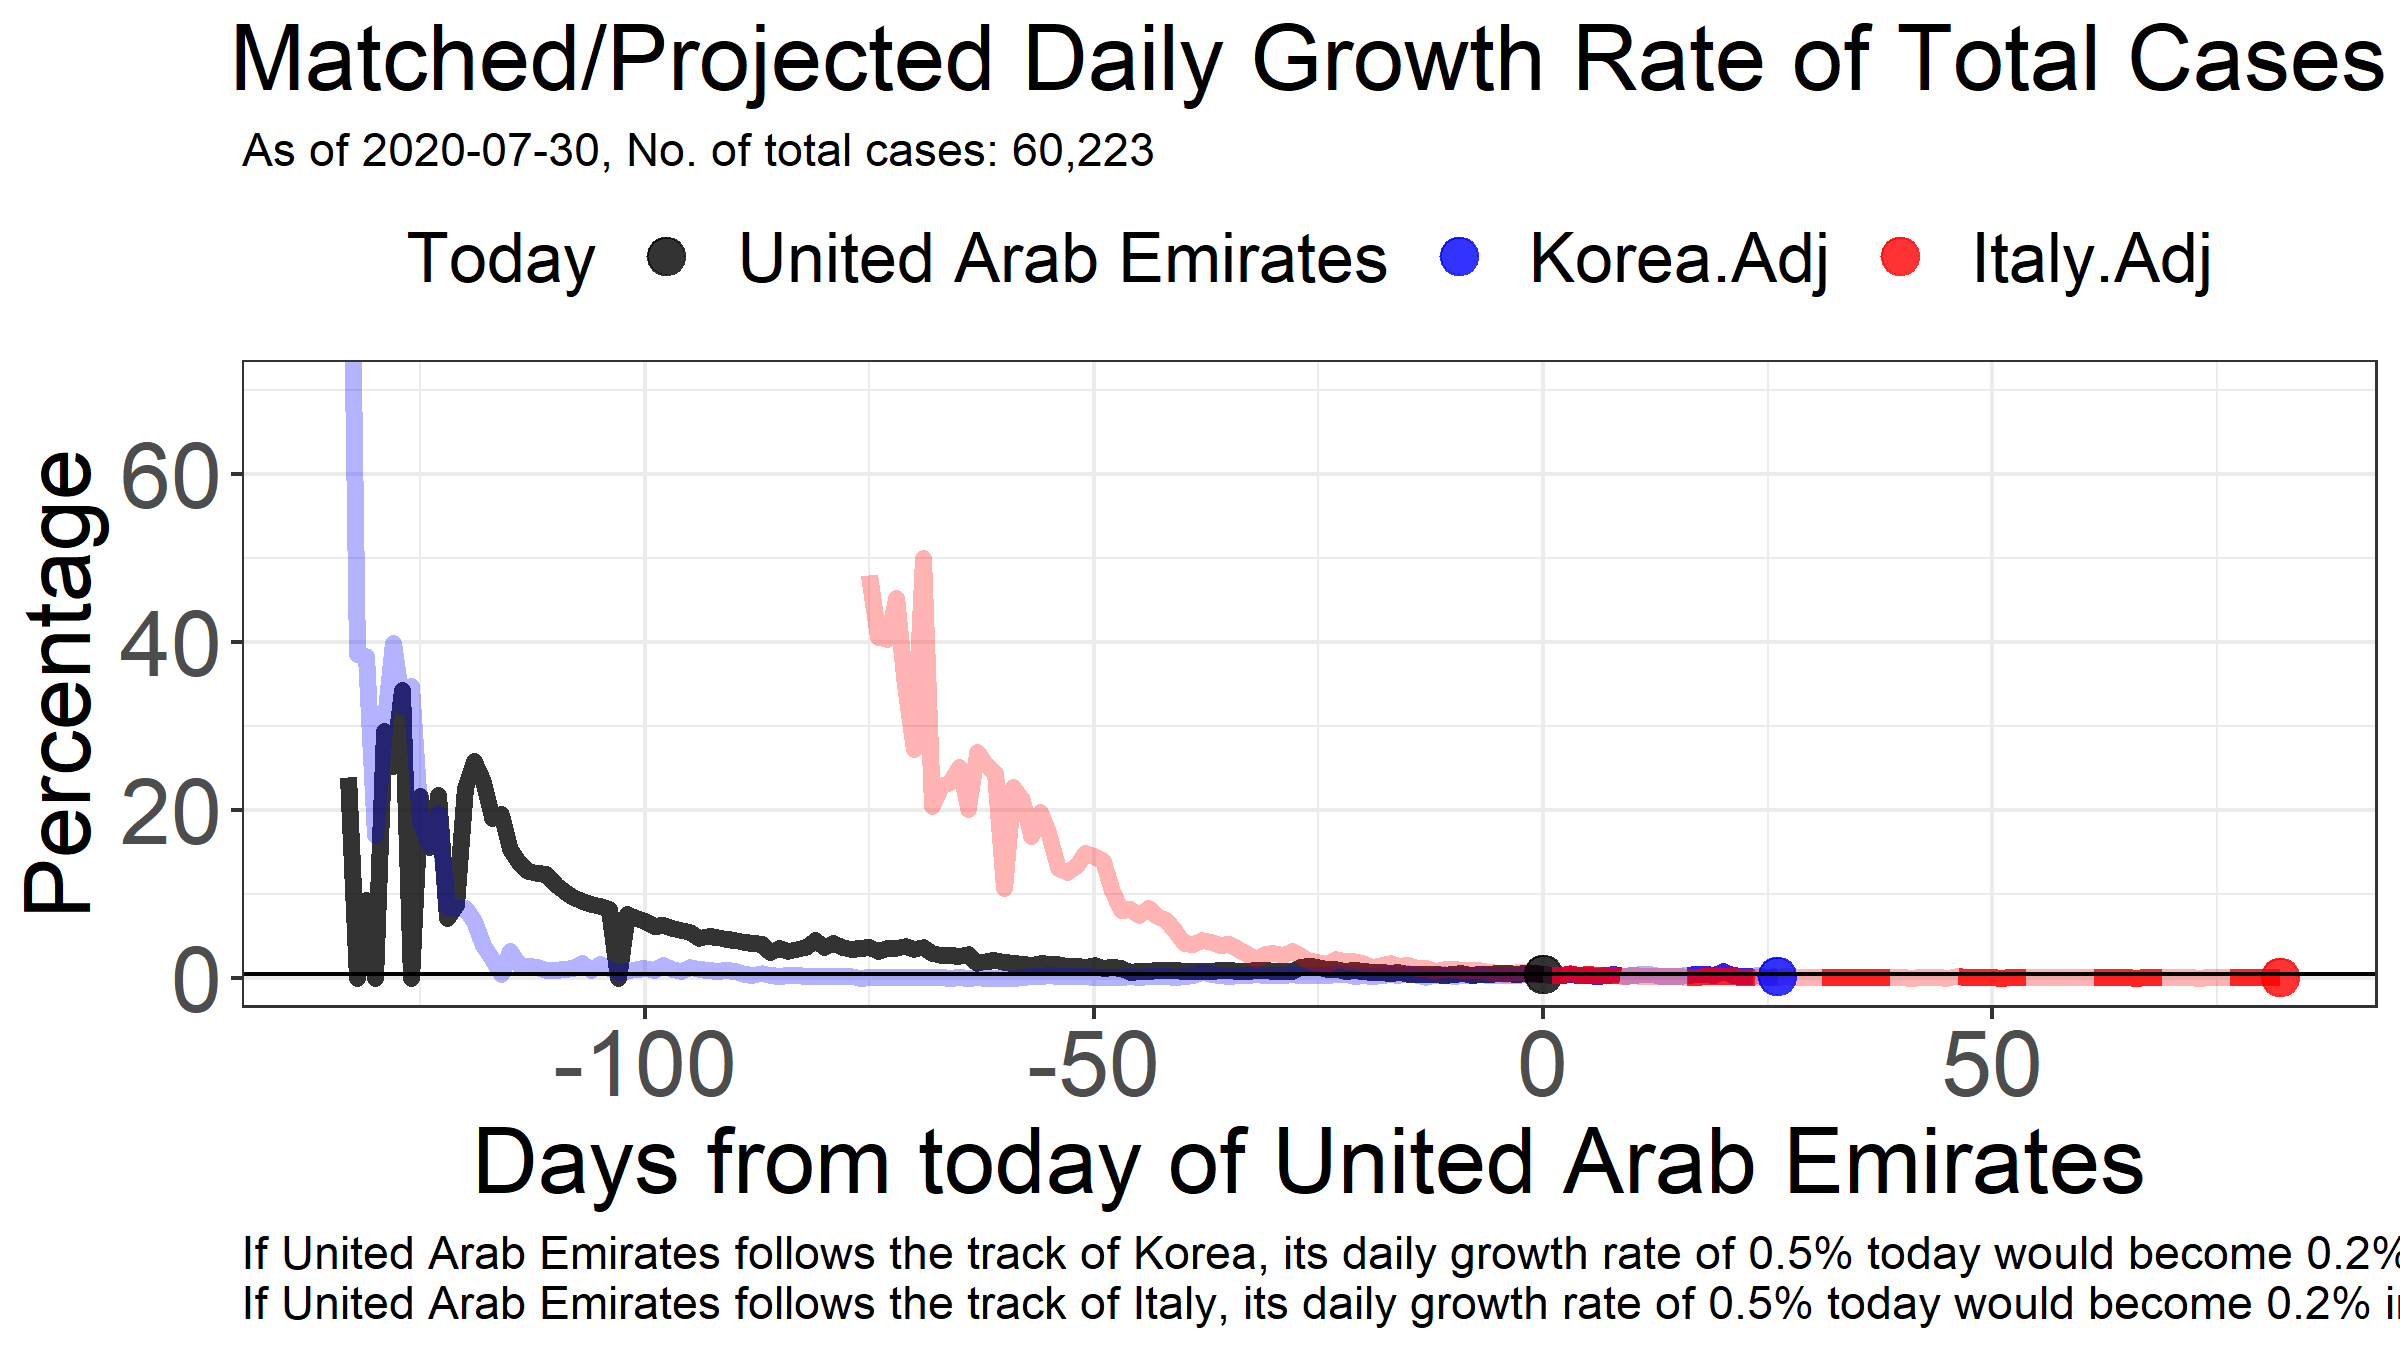 Matched/Projected Daily Growth Rate of Total Cases
As of 2020-07-30, No. of total cases: 60,223
Today United Arab Emirates Korea.Adj Italy.Adj
Percentage
60
40
20
0
-100 -50 0 50
Days from today of United Arab Emirates
If United Arab Emirates follows the track of Korea, its daily growth rate of 0.5% today would become 0.2%
If United Arab Emirates follows the track of Italy, its daily growth rate of 0.5% today would become 0.2%